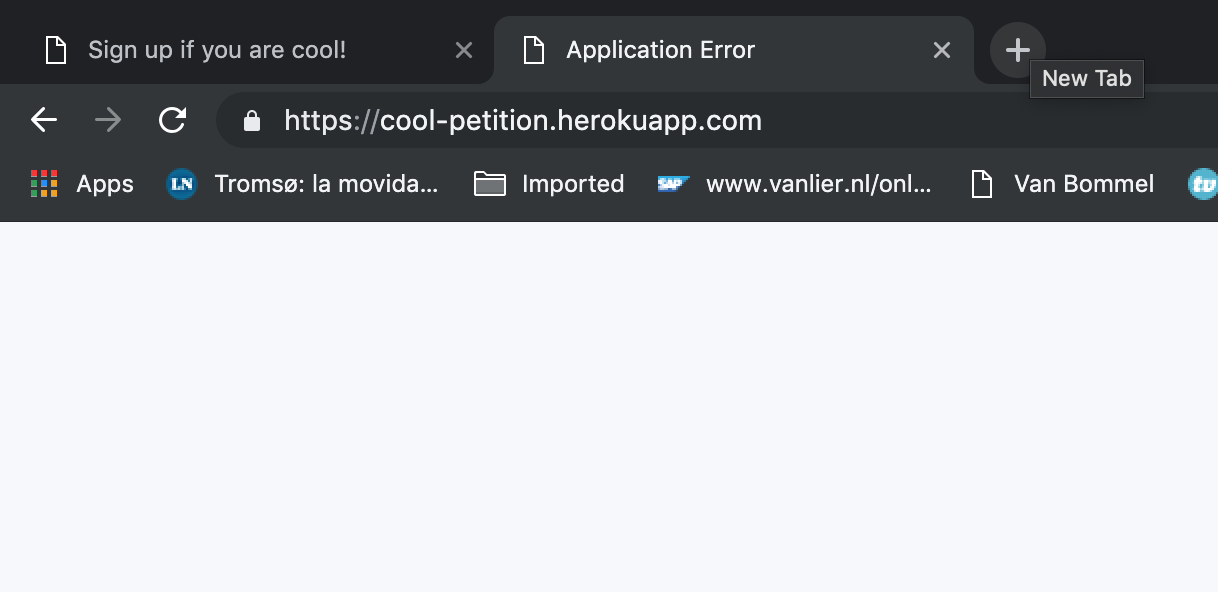 Sign up if you are cool!
Application Error
New Tab
https://cool-petition.herokuapp.com
Apps LN Tromsø: la movida... Imported SAP www.vanlier.nl/onl... Van Bommel tv